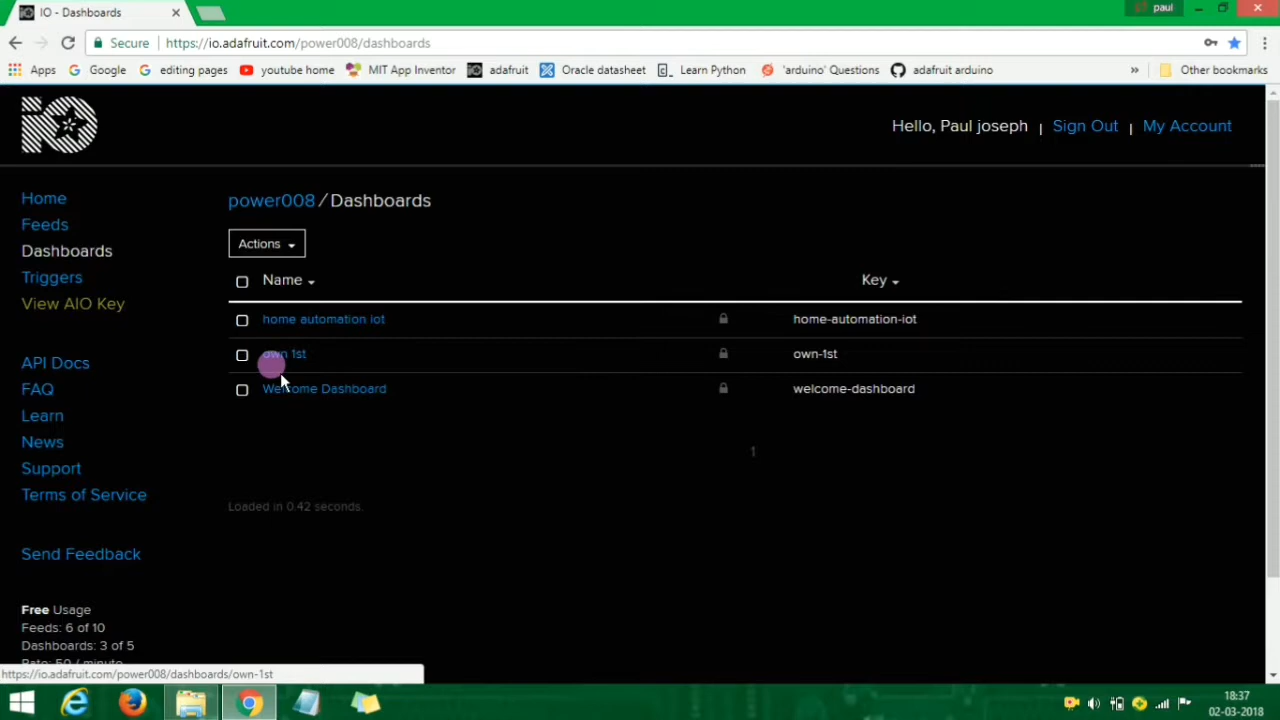 IO - Dashboards
paul
Secure https://io.adafruit.com/power008/dashboards
Apps Google editing pages youtube home MIT App Inventor adafruit Oracle datasheet Learn Python 'arduino' Questions adafruit arduino » Other bookmarks
Hello, Paul joseph | Sign Out | My Account
Home
Feeds
Dashboards
Triggers
View AIO Key
API Docs
FAQ
Learn
News
Support
Terms of Service
Send Feedback
Free Usage
Feeds: 6 of 10
Dashboards: 3 of 5
Rate: 50 / minute
power008 / Dashboards
Actions
Name Key
home automation iot home-automation-iot
own 1st own-1st
Welcome Dashboard welcome-dashboard
1
Loaded in 0.42 seconds.
https://io.adafruit.com/power008/dashboards/own-1st
18:37
02-03-2018